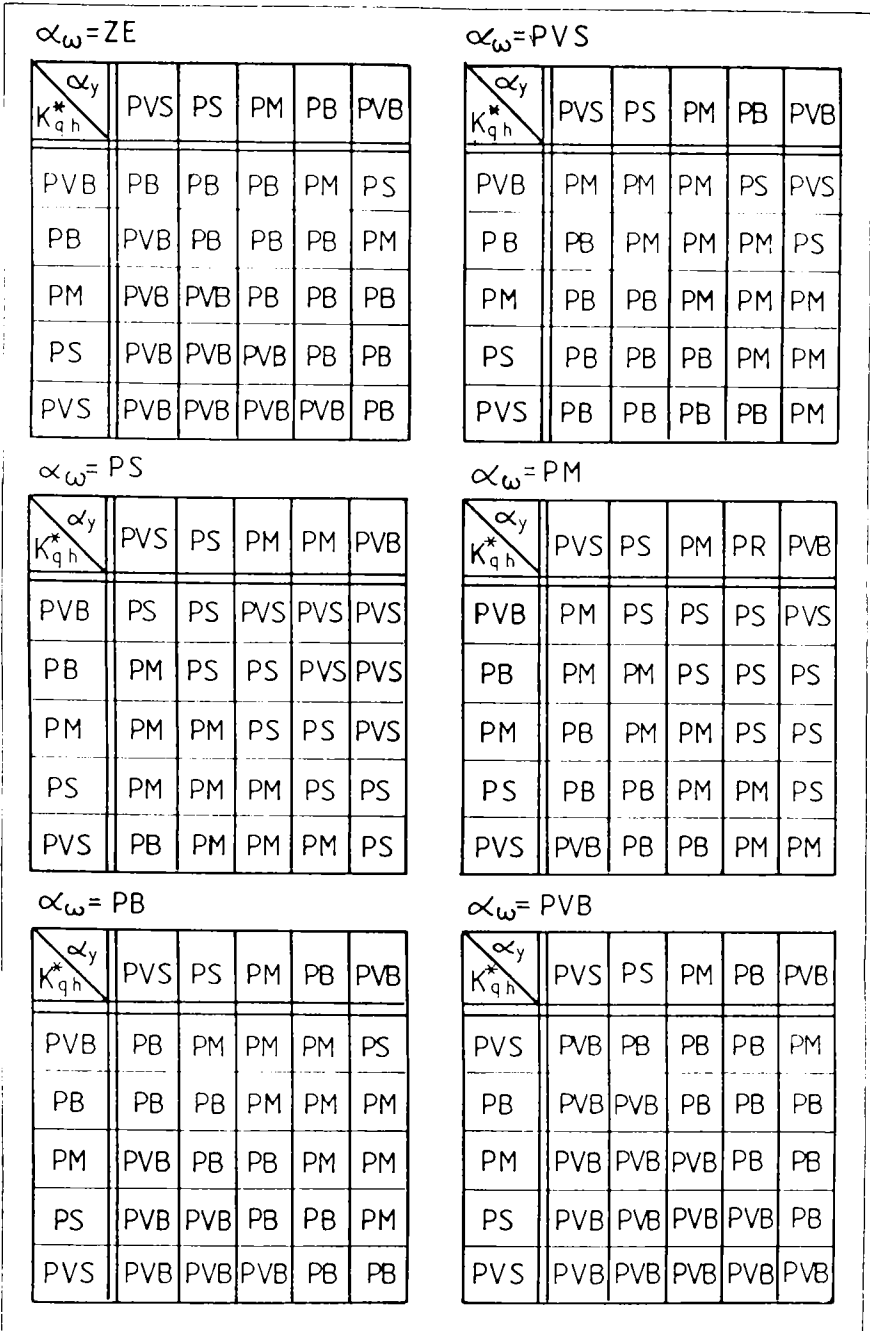 αω=ZE
αy
K*qh PVS PS PM PB PVB
PVB PB PB PB PM PS
PB PVB PB PB PB PM
PM PVB PVB PB PB PB
PS PVB PVB PVB PB PB
PVS PVB PVB PVB PVB PB
αω=PVS
αy
K*qh PVS PS PM PB PVB
PVB PM PM PM PS PVS
PB PB PM PM PM PS
PM PB PB PM PM PM
PS PB PB PB PM PM
PVS PB PB PB PB PM
αω=PS
αy
K*qh PVS PS PM PM PVB
PVB PS PS PVS PVS PVS
PB PM PS PS PVS PVS
PM PM PM PS PS PVS
PS PM PM PM PS PS
PVS PB PM PM PM PS
αω=PM
αy
K*qh PVS PS PM PR PVB
PVB PM PS PS PS PVS
PB PM PM PS PS PS
PM PB PM PM PS PS
PS PB PB PM PM PS
PVS PVB PB PB PM PM
αω=PB
αy
K*qh PVS PS PM PB PVB
PVB PB PM PM PM PS
PB PB PB PM PM PM
PM PVB PB PB PM PM
PS PVB PVB PB PB PM
PVS PVB PVB PVB PB PB
αω=PVB
αy
K*qh PVS PS PM PB PVB
PVS PVB PB PB PB PM
PB PVB PVB PB PB PB
PM PVB PVB PVB PB PB
PS PVB PVB PVB PVB PB
PVS PVB PVB PVB PVB PVB